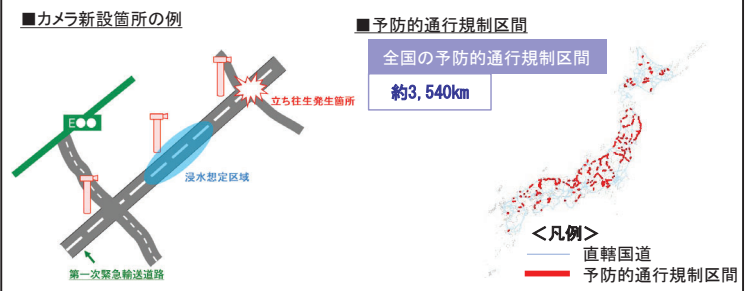 ■カメラ新設箇所の例
E●●
立ち往生発生箇所
浸水想定区域
第一次緊急輸送道路
■予防的通行規制区間
全国の予防的通行規制区間
約3,540km
＜凡例＞
直轄国道
予防的通行規制区間